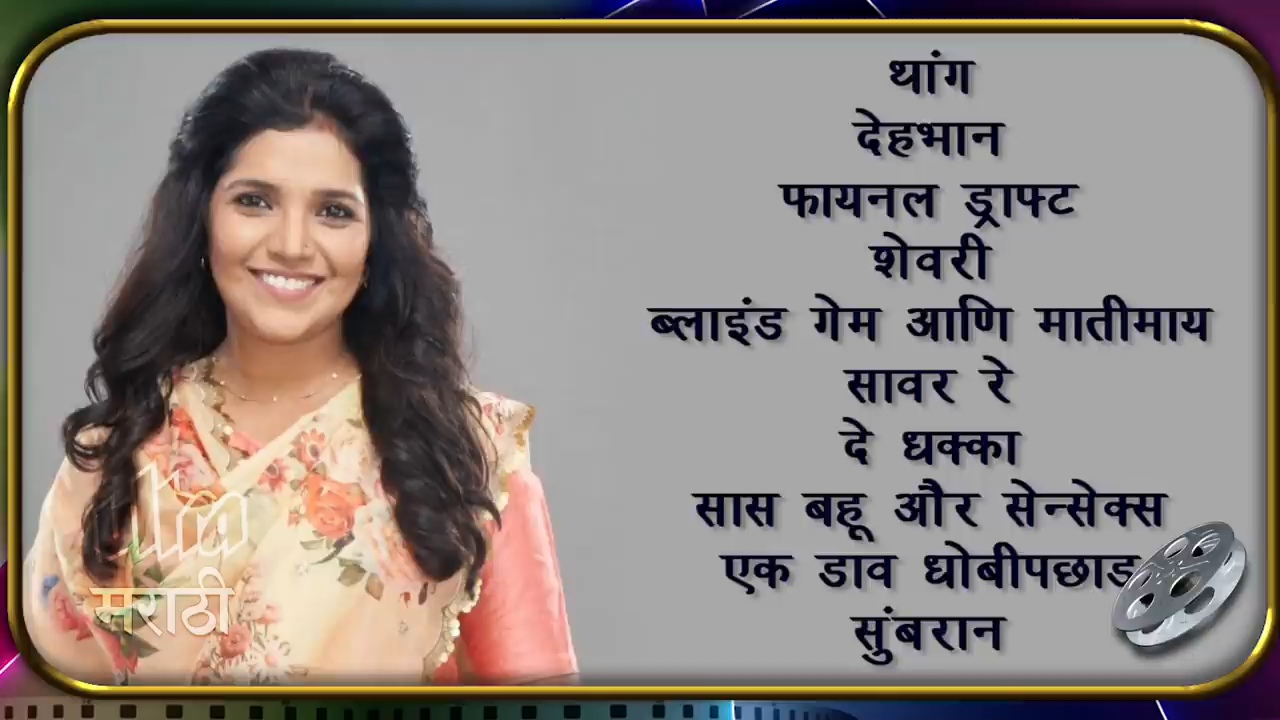 थांग
देहभान
फायनल ड्राफ्ट
शेवरी
ब्लाइंड गेम आणि मातीमाय
सावर रे
दे धक्का
सास बहू और सेन्सेक्स
एक डाव धोबीपछाड
सुंबरान
मराठी